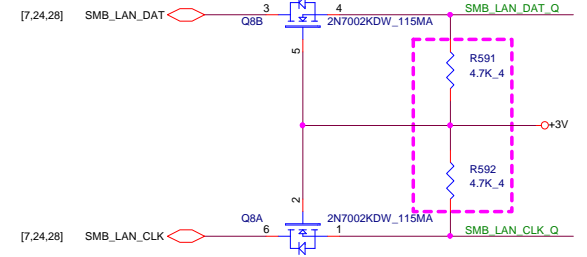 [7,24,28] SMB_LAN_DAT 3 4 SMB_LAN_DAT_Q
Q8B 2N7002KDW_115MA
5
R591
4.7K_4
+3V
R592
4.7K_4
2
Q8A 2N7002KDW_115MA
[7,24,28] SMB_LAN_CLK 6 1 SMB_LAN_CLK_Q